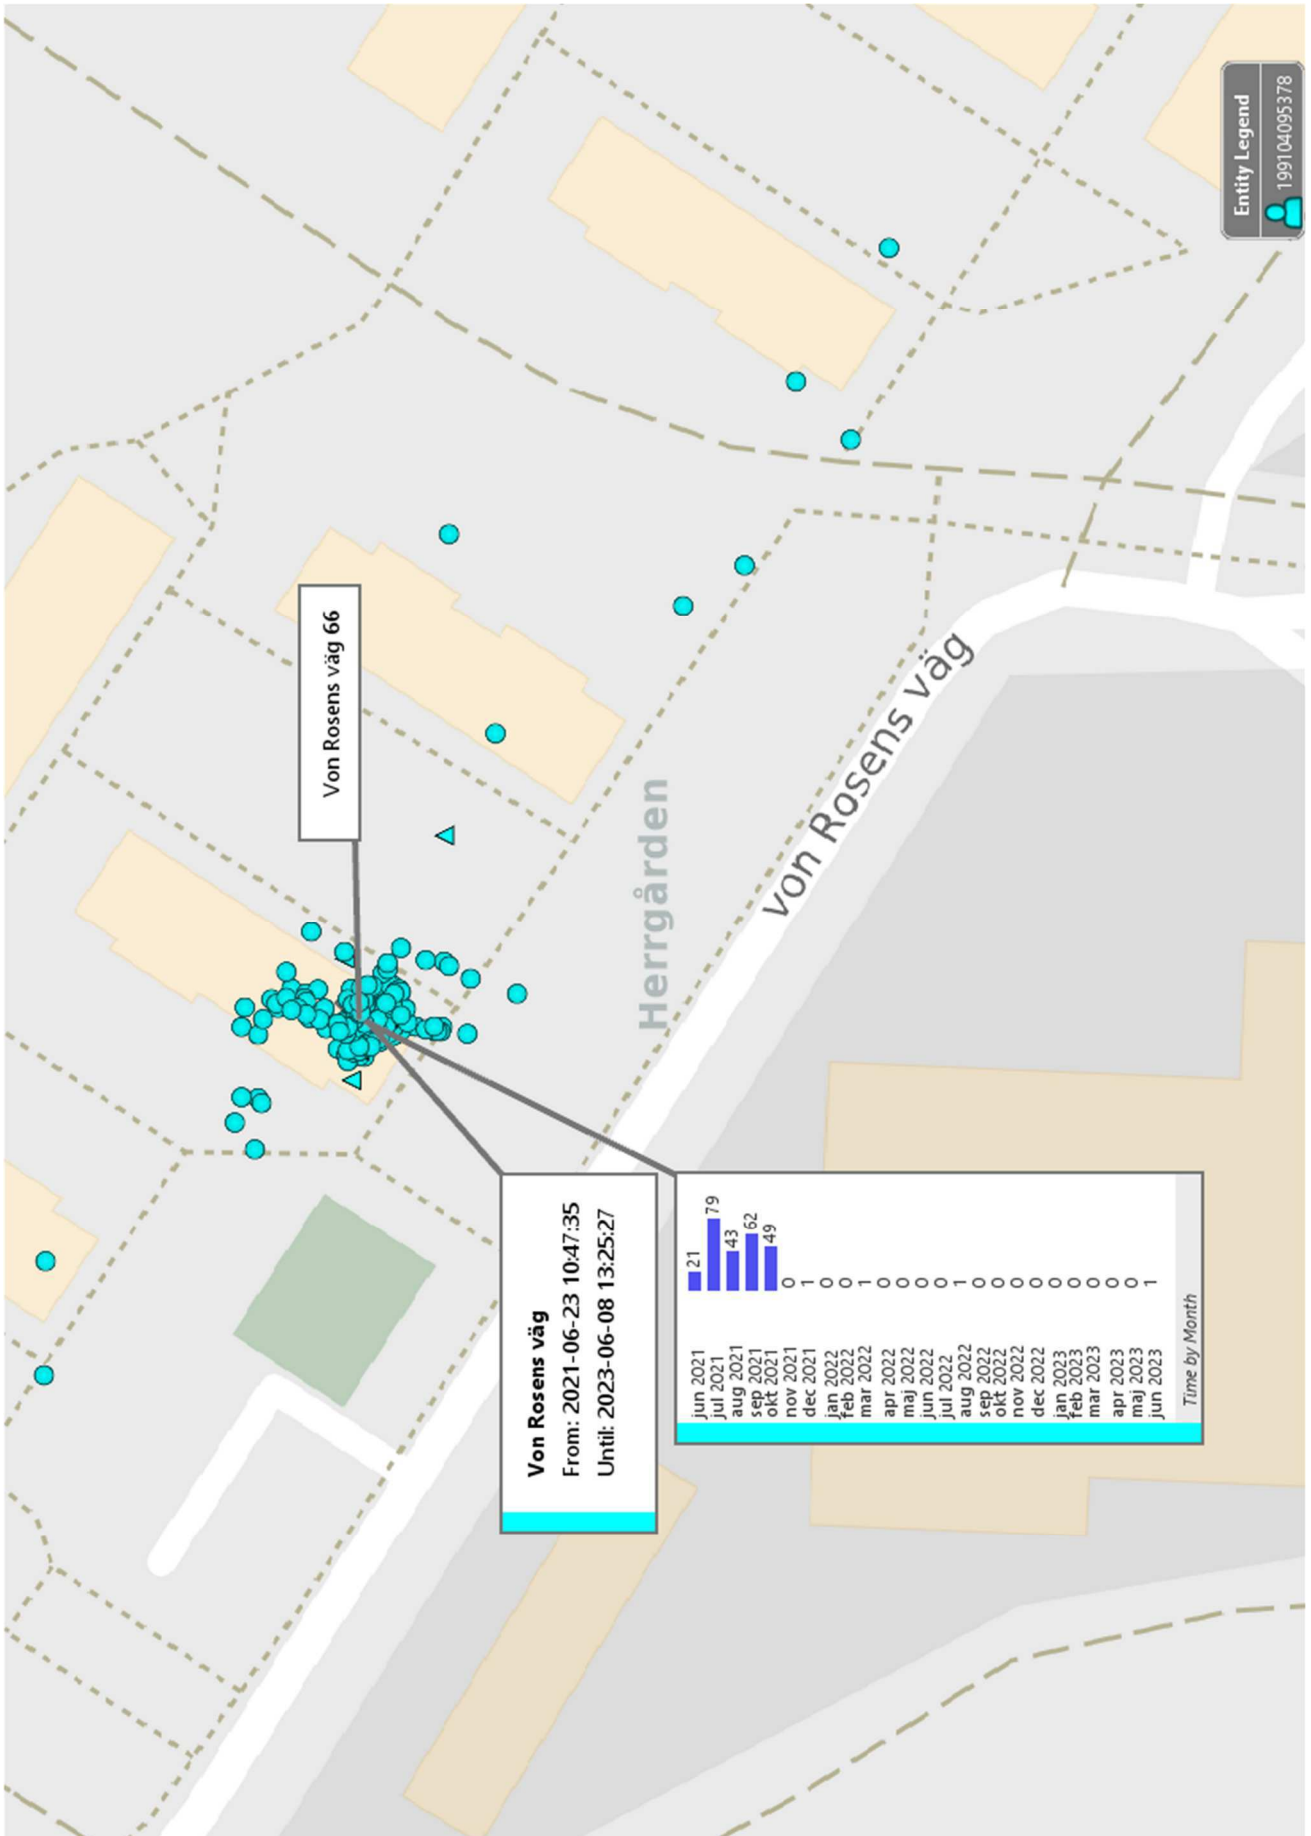 Entity Legend
199104095378
Von Rosens väg 66
Herrgården
von Rosens väg
Von Rosens väg
From: 2021-06-23 10:47:35
Until: 2023-06-08 13:25:27
jun 2021 21
jul 2021 79
aug 2021 43
sep 2021 62
okt 2021 49
nov 2021 0
dec 2021 1
jan 2022 0
feb 2022 0
mar 2022 1
apr 2022 0
maj 2022 0
jun 2022 0
jul 2022 0
aug 2022 1
sep 2022 0
okt 2022 0
nov 2022 0
dec 2022 0
jan 2023 0
feb 2023 0
mar 2023 0
apr 2023 0
maj 2023 0
jun 2023 1
Time by Month